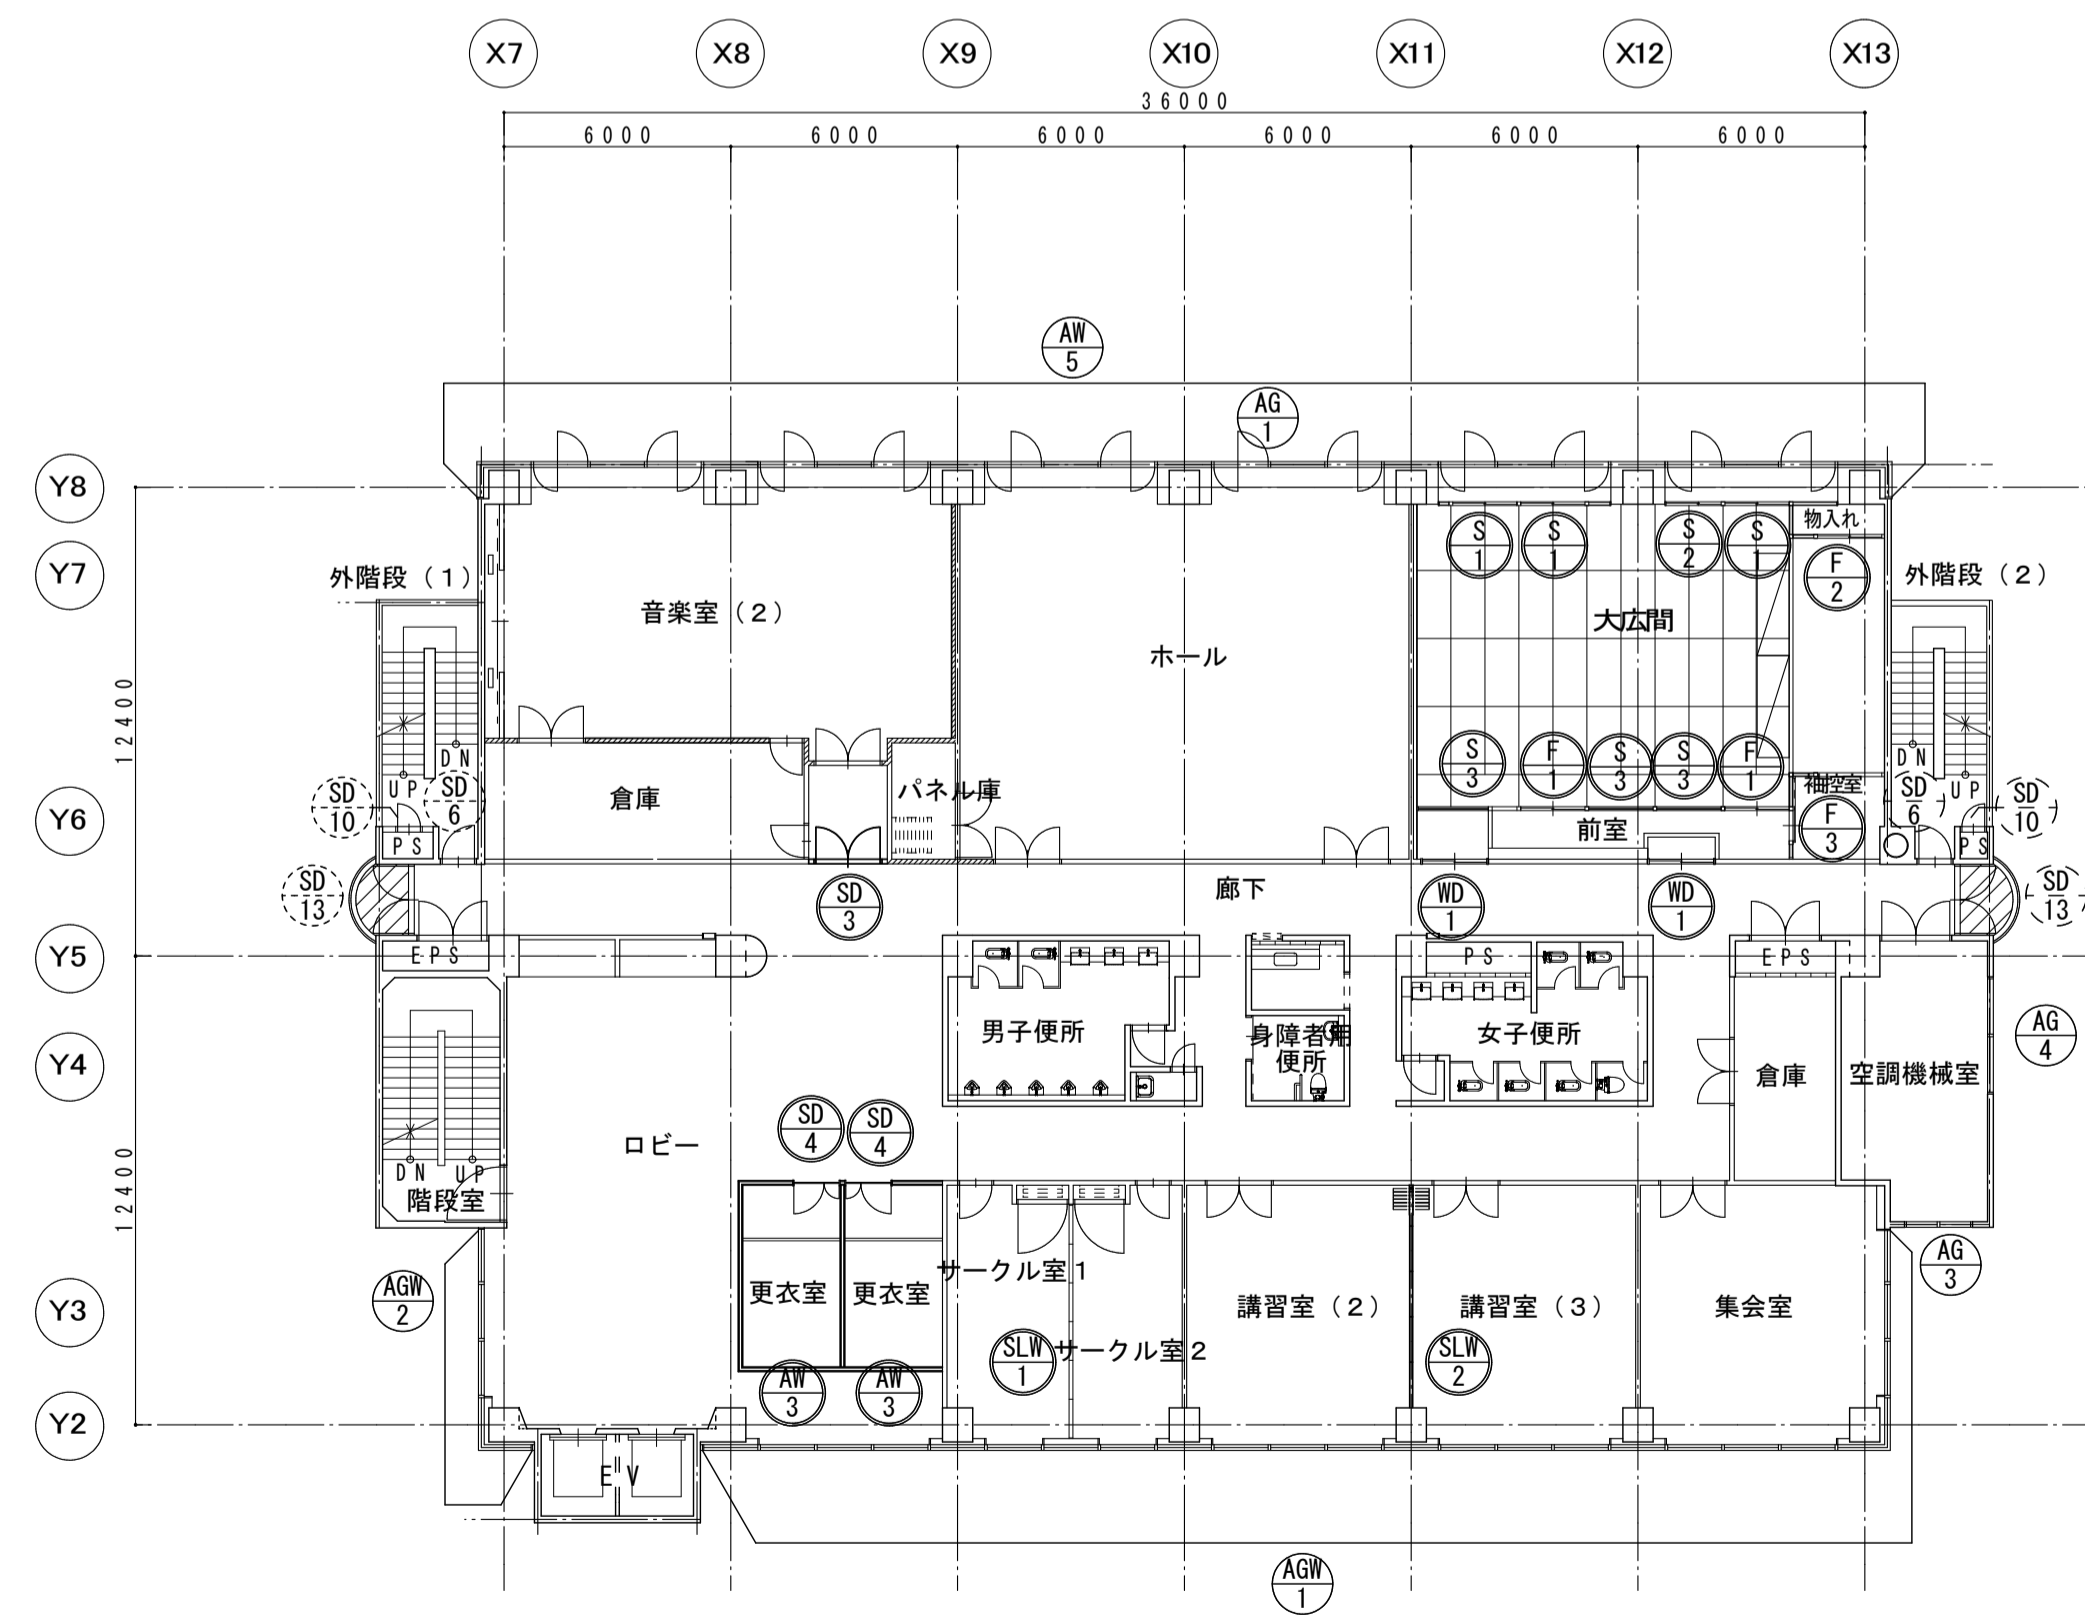 X7 X8 X9 X10 X11 X12 X13
36000
6000 6000 6000 6000 6000 6000
AW
5
AG
1
Y8
Y7
Y6
Y5
Y4
Y3
Y2
12400
12400
外階段（1）
外階段（2）
音楽室（2）
ホール
大広間
物入れ
S
1
S
1
S
2
S
1
F
2
S
3
F
1
S
3
S
3
F
1
袖控室
F
3
前室
倉庫
パネル庫
DN
UP
SD
10
SD
6
PS
SD
13
DN
UP
SD
6
SD
10
PS
SD
13
SD
3
廊下
WD
1
WD
1
EPS
PS
EPS
男子便所
身障者用
便所
女子便所
倉庫
空調機械室
AG
4
ロビー
SD
4
SD
4
DN UP
階段室
AGW
2
更衣室
更衣室
サークル室1
サークル室2
講習室（2）
講習室（3）
集会室
AG
3
SLW
1
SLW
2
AW
3
AW
3
EV
AGW
1